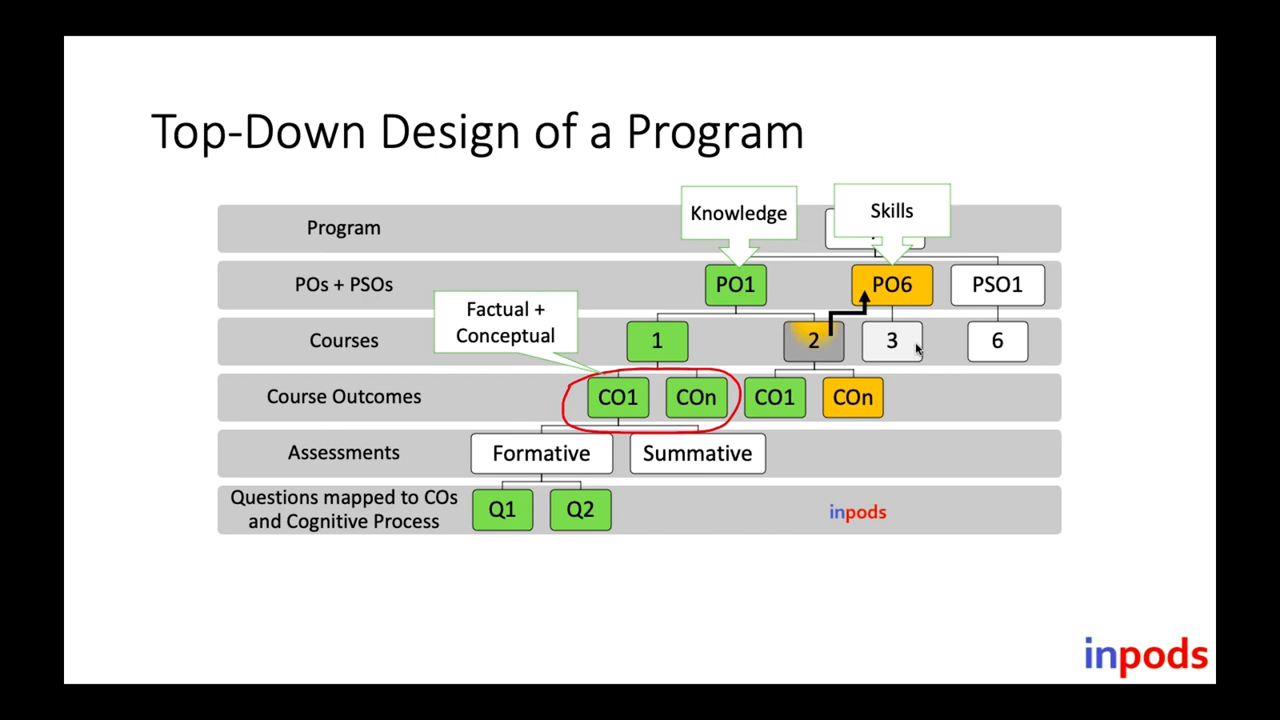 Top-Down Design of a Program
Knowledge
Skills
Program
POs + PSOs
PO1
PO6
PSO1
Factual +
Conceptual
Courses
1
2
3
6
Course Outcomes
CO1
COn
CO1
COn
Assessments
Formative
Summative
Questions mapped to COs
and Cognitive Process
Q1
Q2
inpods
inpods